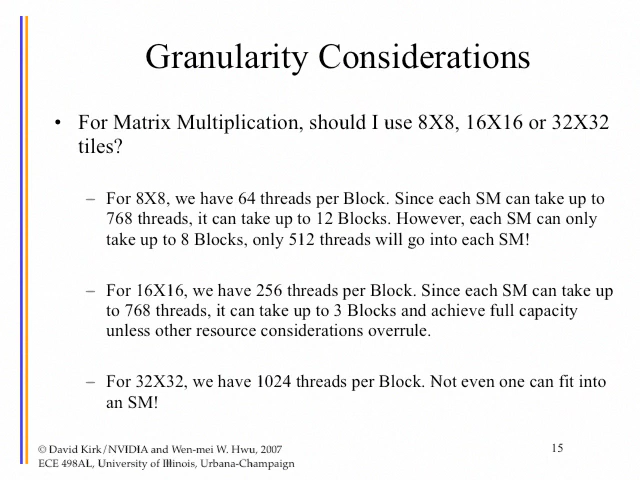 Granularity Considerations
• For Matrix Multiplication, should I use 8X8, 16X16 or 32X32
tiles?
– For 8X8, we have 64 threads per Block. Since each SM can take up to
768 threads, it can take up to 12 Blocks. However, each SM can only
take up to 8 Blocks, only 512 threads will go into each SM!
– For 16X16, we have 256 threads per Block. Since each SM can take up
to 768 threads, it can take up to 3 Blocks and achieve full capacity
unless other resource considerations overrule.
– For 32X32, we have 1024 threads per Block. Not even one can fit into
an SM!
© David Kirk/NVIDIA and Wen-mei W. Hwu, 2007
ECE 498AL, University of Illinois, Urbana-Champaign
15